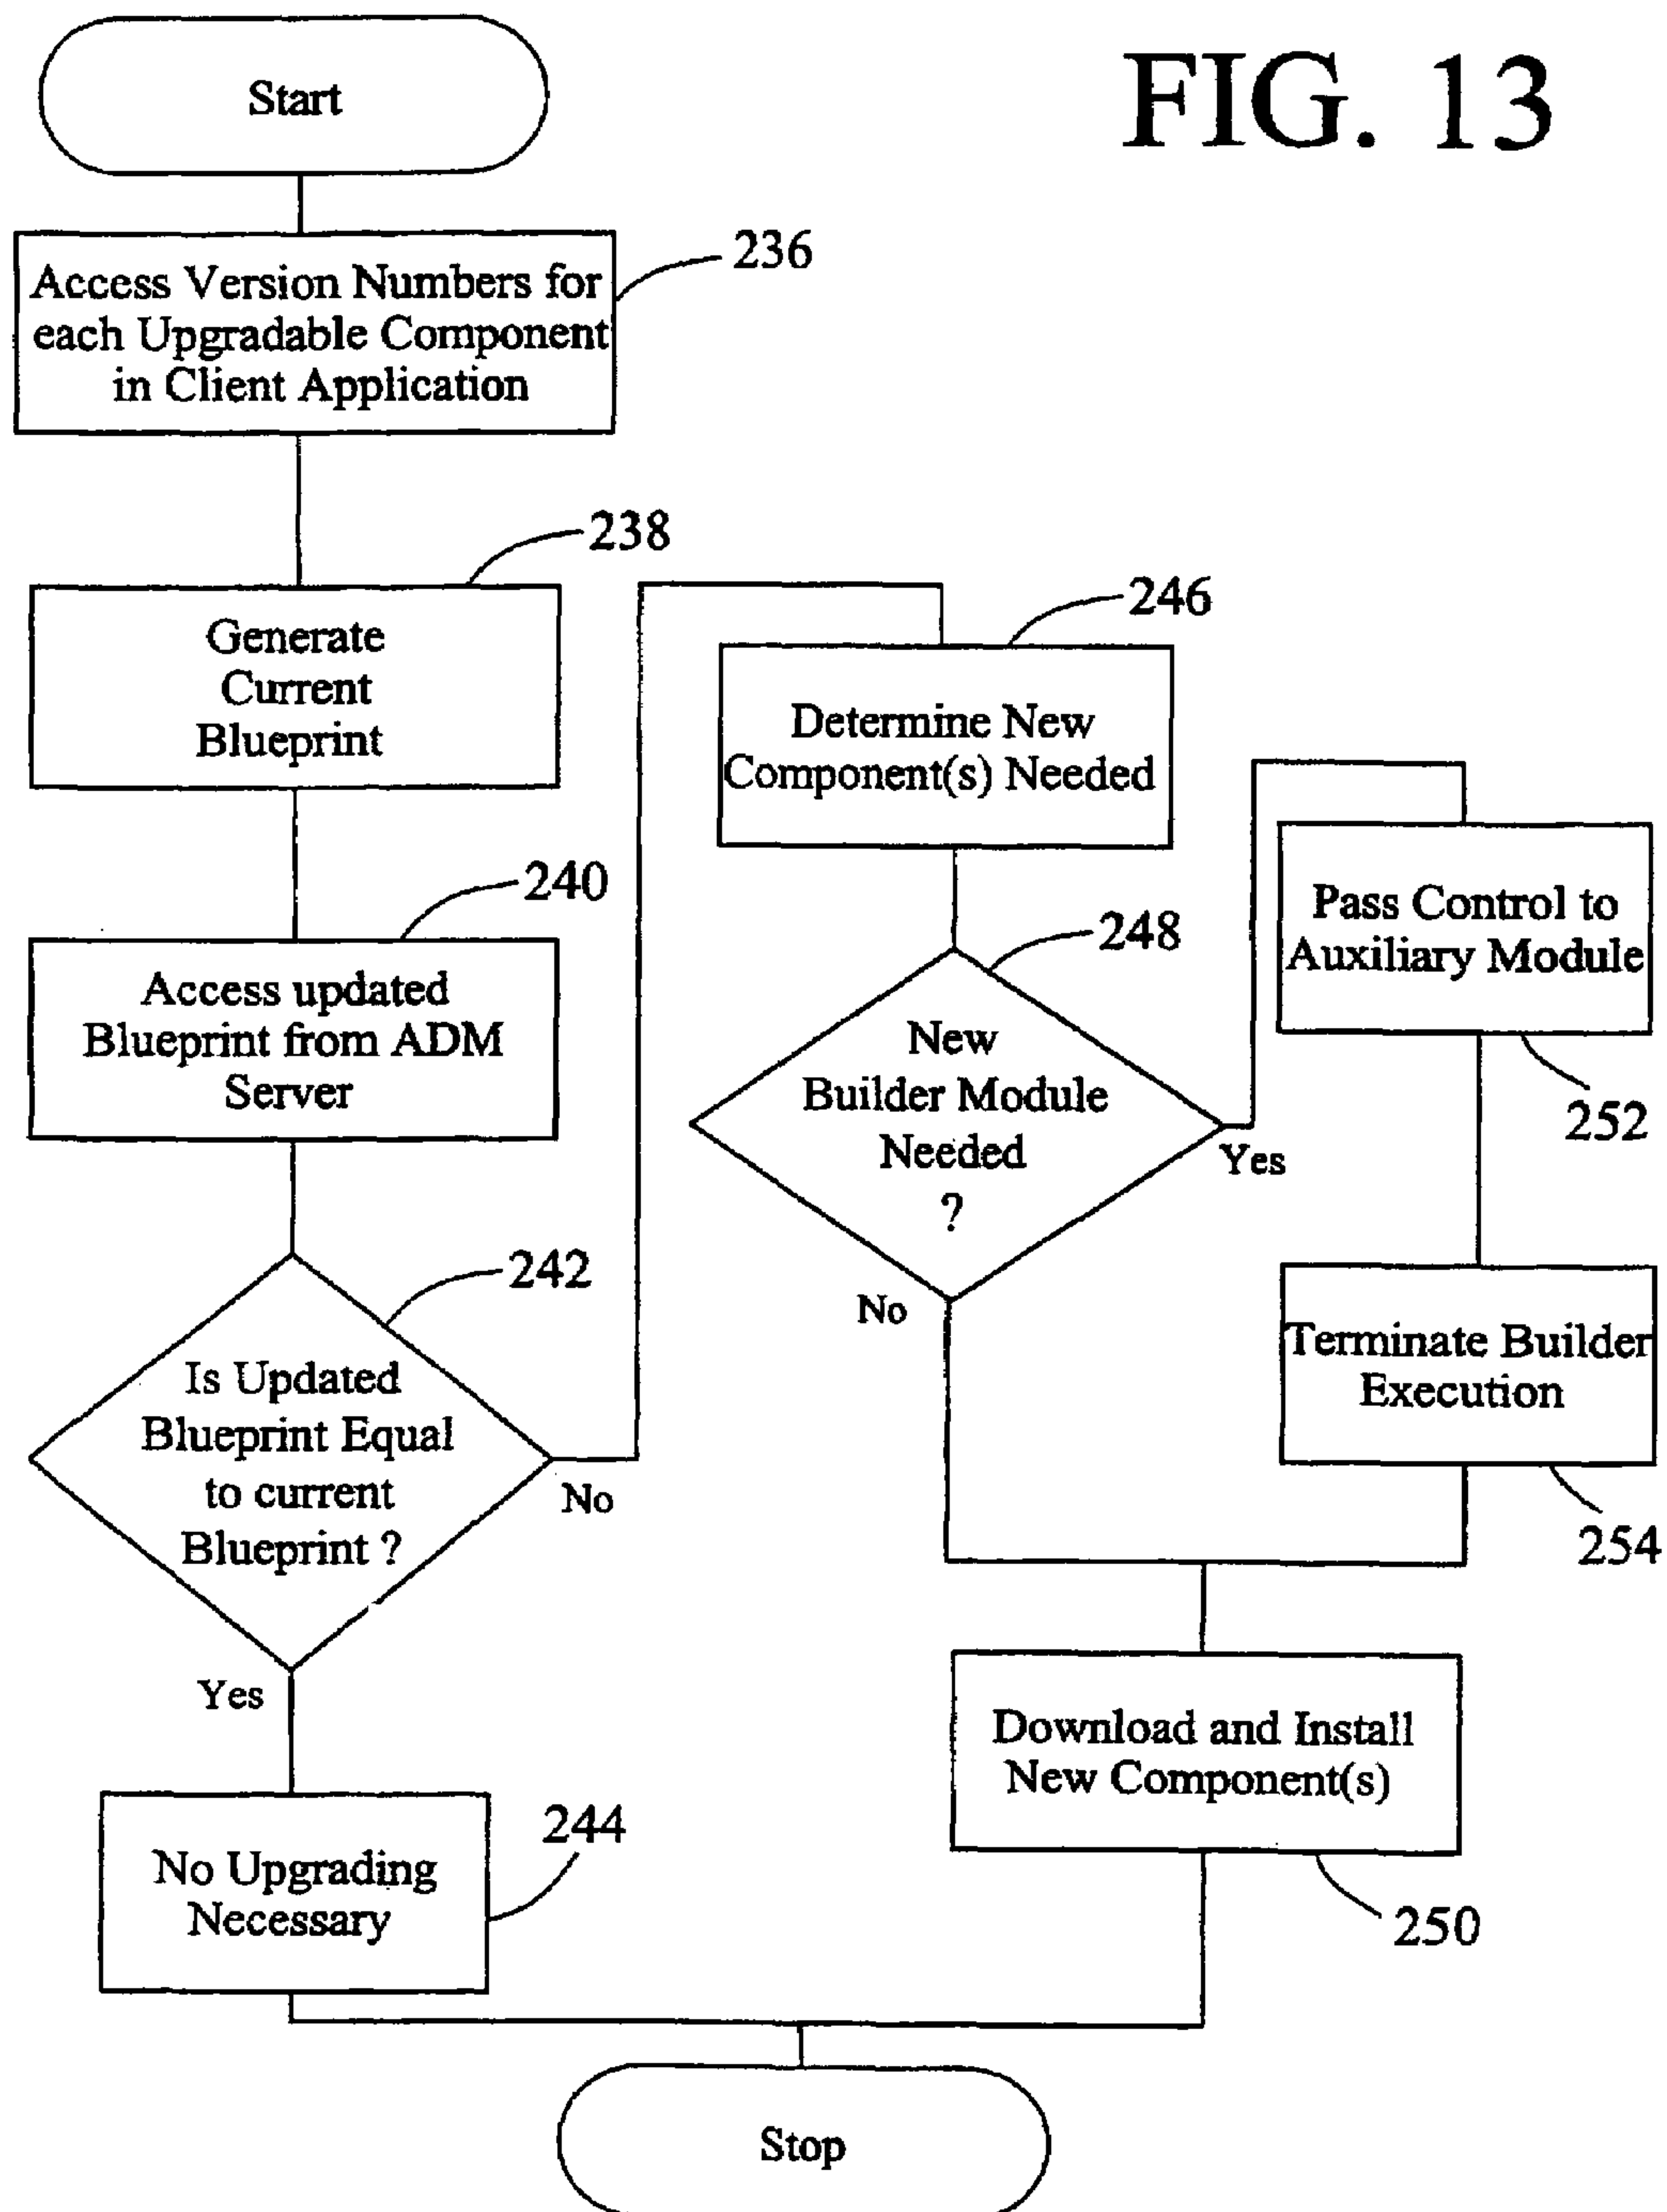 FIG. 13
Start
236
Access Version Numbers for
each Upgradable Component
in Client Application
238
Generate
Current
Blueprint
240
Access updated
Blueprint from ADM
Server
242
Is Updated
Blueprint Equal
to current
Blueprint ?
No
Yes
244
No Upgrading
Necessary
246
Determine New
Component(s) Needed
248
New
Builder Module
Needed
?
Yes
No
Pass Control to
Auxiliary Module
252
Terminate Builder
Execution
254
Download and Install
New Component(s)
250
Stop